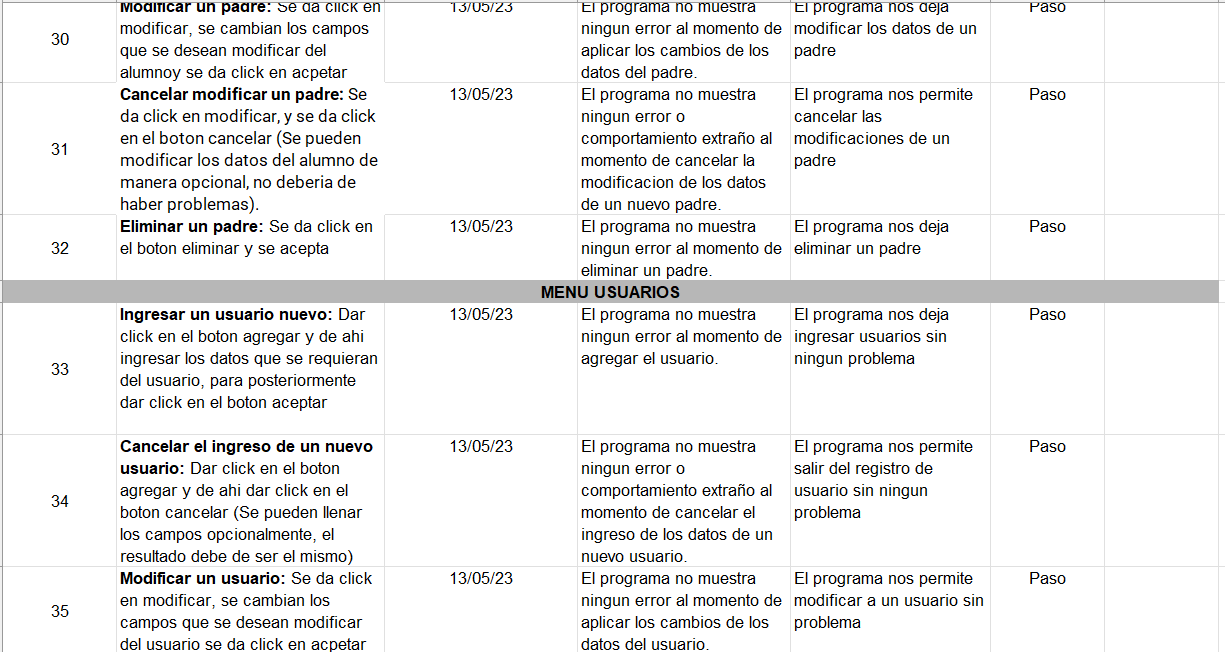 30
Modificar un padre: Se da click en
modificar, se cambian los campos
que se desean modificar del
alumnoy se da click en acpetar
13/05/23
El programa no muestra
ningun error al momento de
aplicar los cambios de los
datos del padre.
El programa nos deja
modificar los datos de un
padre
Paso
31
Cancelar modificar un padre: Se
da click en modificar, y se da click
en el boton cancelar (Se pueden
modificar los datos del alumno de
manera opcional, no deberia de
haber problemas).
13/05/23
El programa no muestra
ningun error o
comportamiento extraño al
momento de cancelar la
modificacion de los datos
de un nuevo padre.
El programa nos permite
cancelar las
modificaciones de un
padre
Paso
32
Eliminar un padre: Se da click en
el boton eliminar y se acepta
13/05/23
El programa no muestra
ningun error al momento de
eliminar un padre.
El programa nos deja
eliminar un padre
Paso
MENU USUARIOS
33
Ingresar un usuario nuevo: Dar
click en el boton agregar y de ahi
ingresar los datos que se requieran
del usuario, para posteriormente
dar click en el boton aceptar
13/05/23
El programa no muestra
ningun error al momento de
agregar el usuario.
El programa nos deja
ingresar usuarios sin
ningun problema
Paso
34
Cancelar el ingreso de un nuevo
usuario: Dar click en el boton
agregar y de ahi dar click en el
boton cancelar (Se pueden llenar
los campos opcionalmente, el
resultado debe de ser el mismo)
13/05/23
El programa no muestra
ningun error o
comportamiento extraño al
momento de cancelar el
ingreso de los datos de un
nuevo usuario.
El programa nos permite
salir del registro de
usuario sin ningun
problema
Paso
35
Modificar un usuario: Se da click
en modificar, se cambian los
campos que se desean modificar
del usuario se da click en acpetar
13/05/23
El programa no muestra
ningun error al momento de
aplicar los cambios de los
datos del usuario.
El programa nos permite
modificar a un usuario sin
problema
Paso